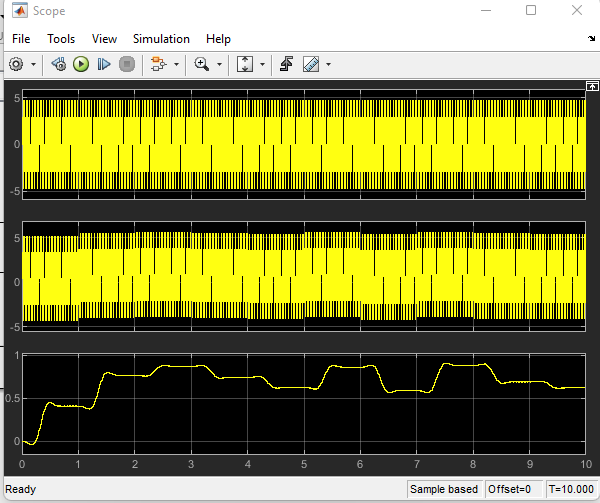 Scope
File Tools View Simulation Help
5
0
-5
5
0
-5
1
0.5
0
0 1 2 3 4 5 6 7 8 9 10
Ready Sample based Offset=0 T=10.000